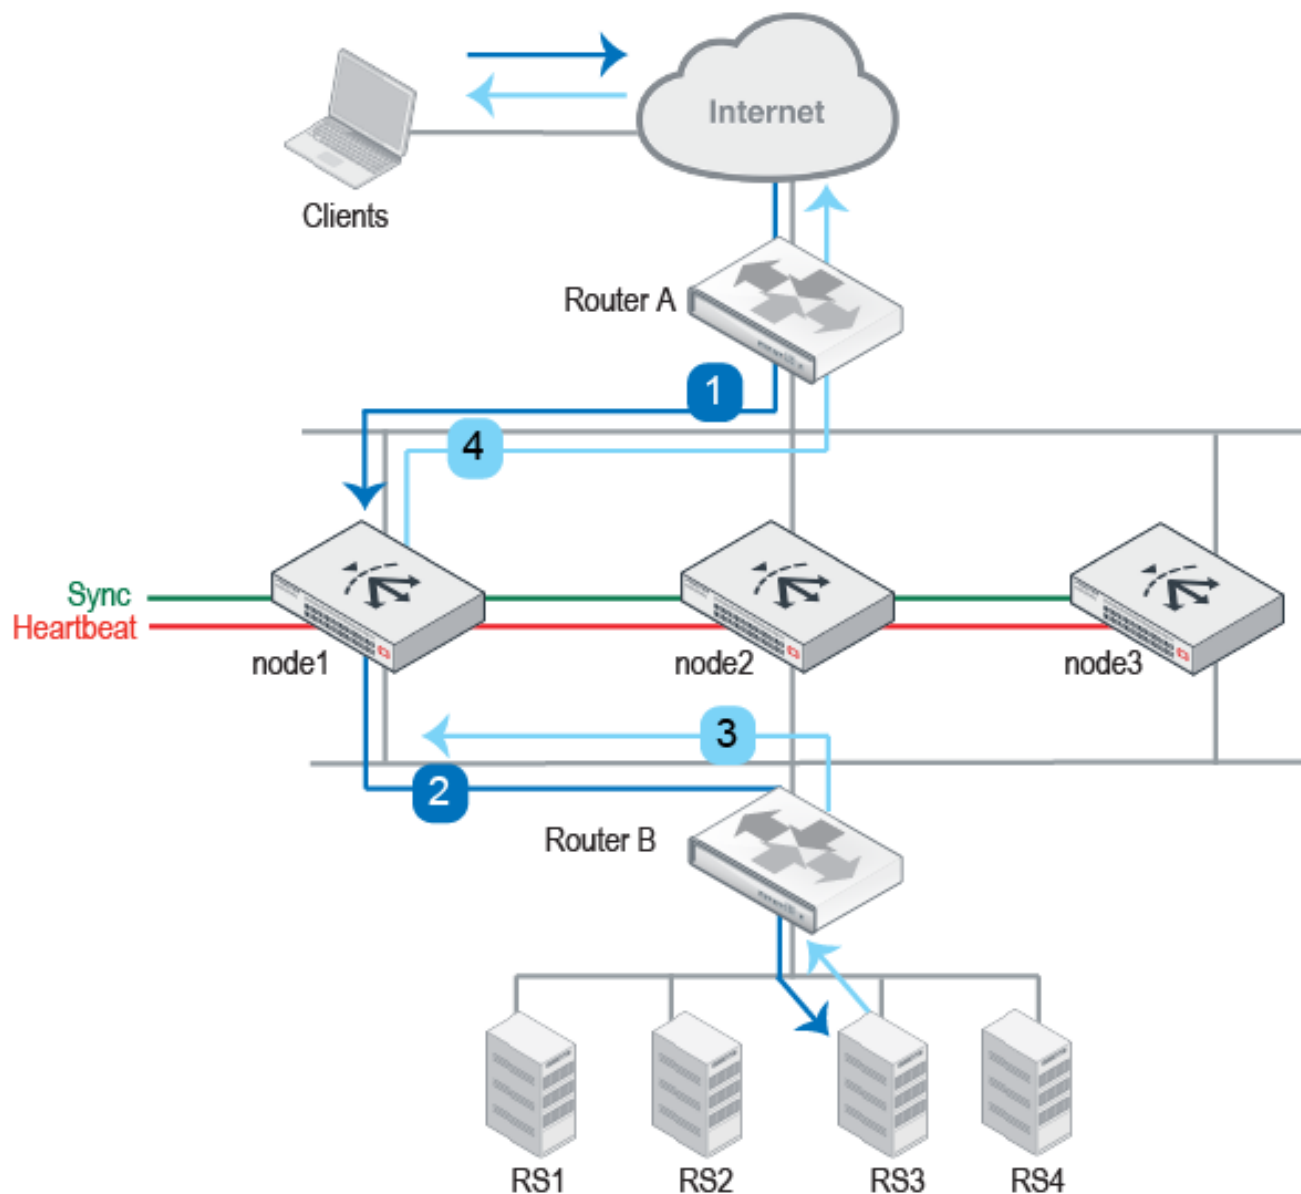 Internet
Clients
Router A
1
4
Sync
Heartbeat
node1
node2
node3
3
2
Router B
RS1
RS2
RS3
RS4